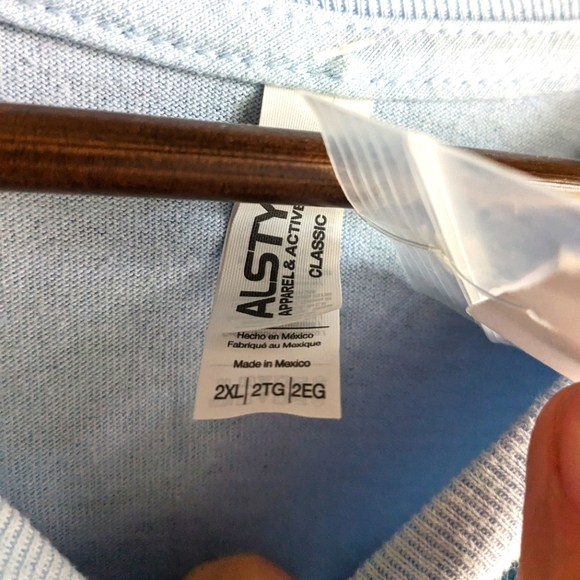 ALSTY
APPAREL & ACTIVE
CLASSIC
Hecho en México
Fabriqué au Mexique
Made in Mexico
2XL|2TG|2EG